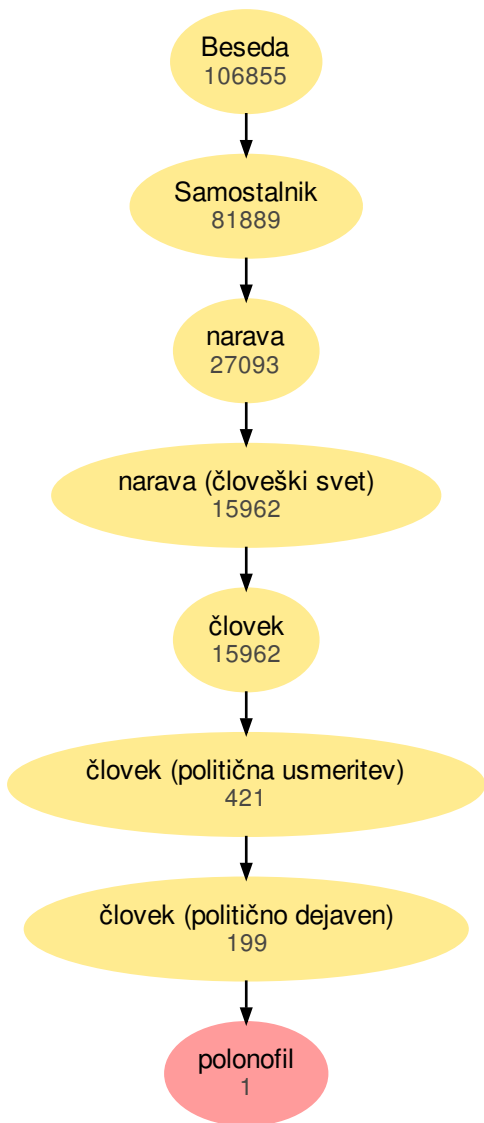 Beseda
106855
Samostalnik
81889
narava
27093
narava (človeški svet)
15962
človek
15962
človek (politična usmeritev)
421
človek (politično dejaven)
199
polonofil
1